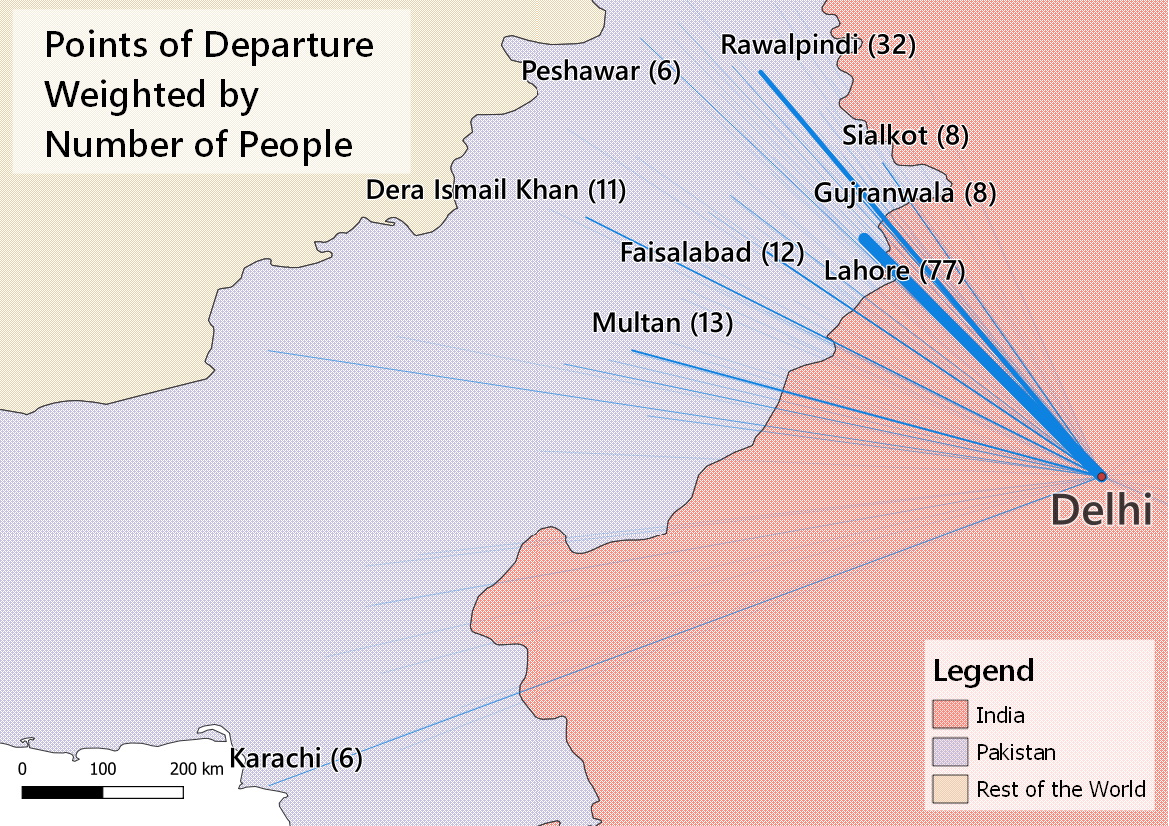 Points of Departure
Weighted by
Number of People
Rawalpindi (32)
Peshawar (6)
Sialkot (8)
Dera Ismail Khan (11)
Gujranwala (8)
Faisalabad (12)
Lahore (77)
Multan (13)
Delhi
Karachi (6)
0 100 200 km
Legend
India
Pakistan
Rest of the World